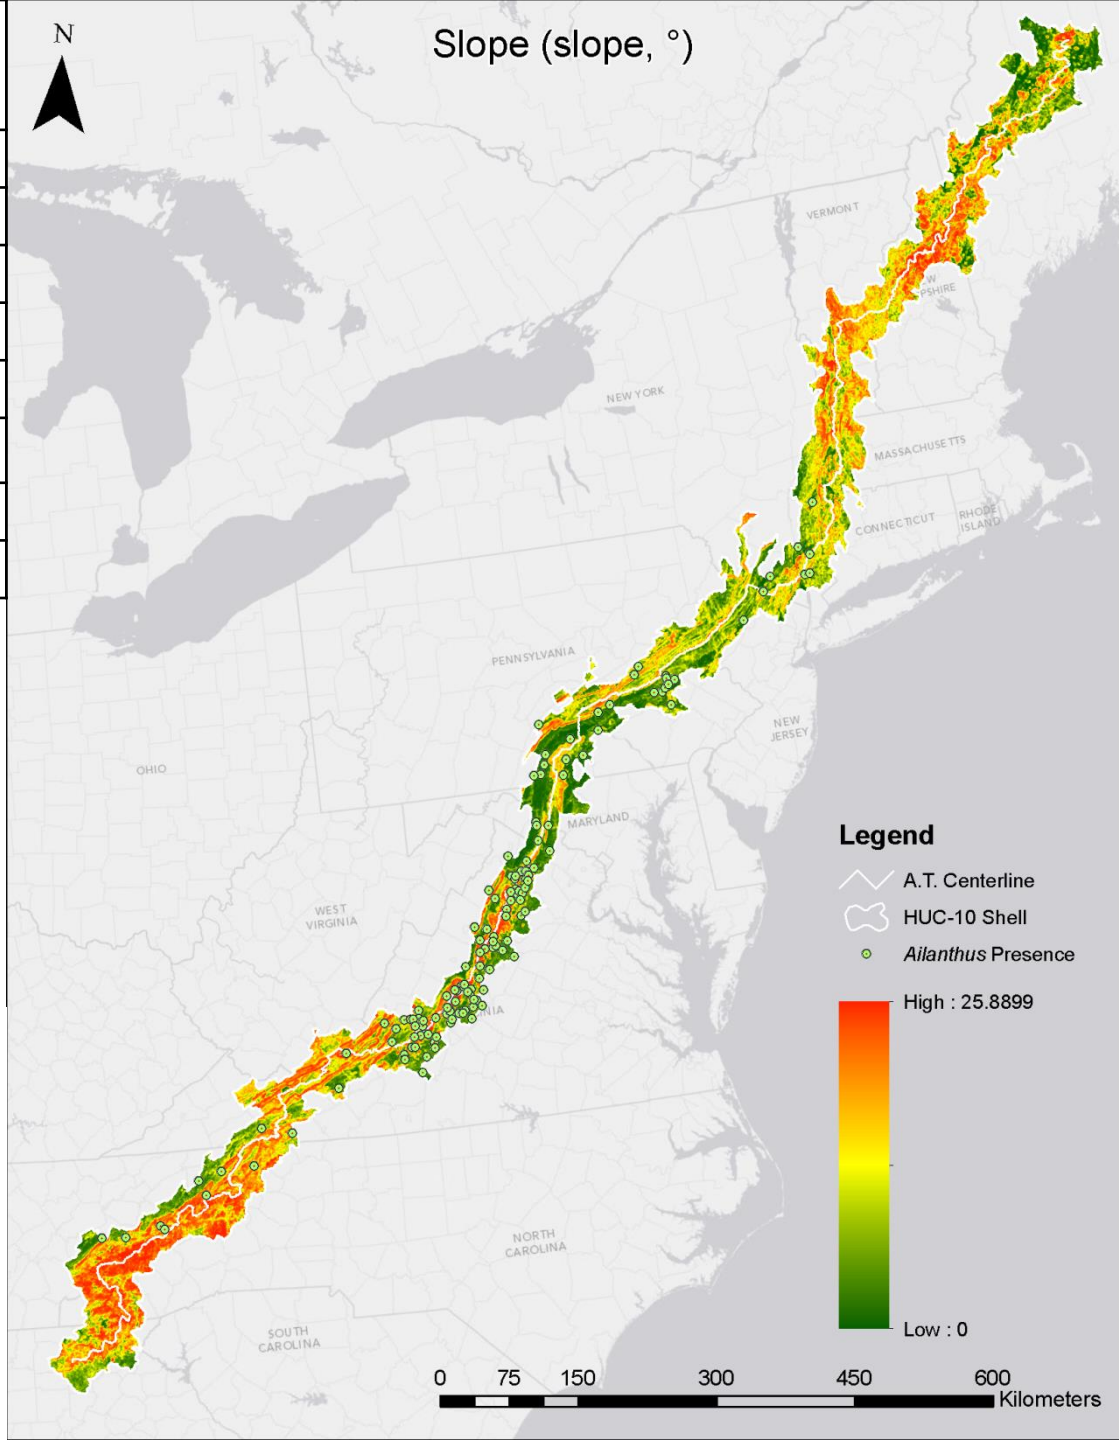 N
Slope (slope, °)
VERMONT
SHIRE
NEW YORK
MASSACHUSETTS
CONNECTICUT
RHODE
ISLAND
PENNSYLVANIA
NEW
JERSEY
OHIO
MARYLAND
WEST
VIRGINIA
NIA
NORTH
CAROLINA
SOUTH
CAROLINA
Legend
A.T. Centerline
HUC-10 Shell
Ailanthus Presence
High : 25.8899
Low : 0
0 75 150 300 450 600
Kilometers